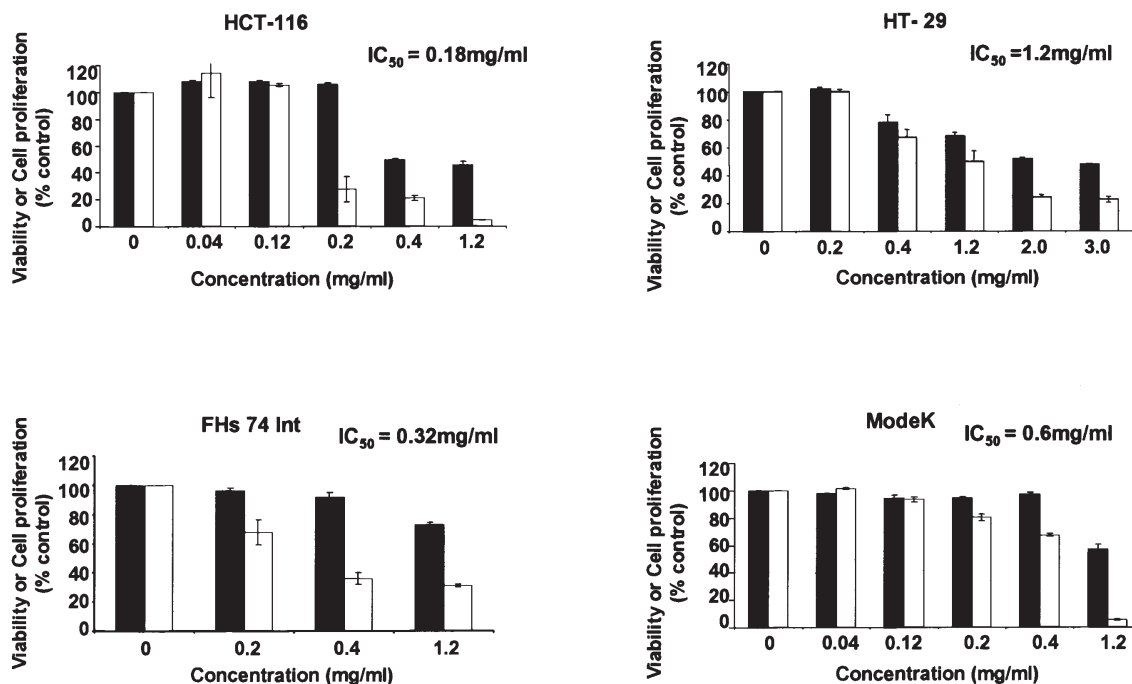 HCT-116
IC50 = 0.18mg/ml
Viability or Cell proliferation
(% control)
120
100
80
60
40
20
0
0 0.04 0.12 0.2 0.4 1.2
Concentration (mg/ml)
HT- 29
IC50 =1.2mg/ml
Viability or Cell proliferation
(% control)
120
100
80
60
40
20
0
0 0.2 0.4 1.2 2.0 3.0
Concentration (mg/ml)
FHs 74 Int
IC50 = 0.32mg/ml
Viability or Cell proliferation
(% control)
120
100
80
60
40
20
0
0 0.2 0.4 1.2
Concentration (mg/ml)
ModeK
IC50 = 0.6mg/ml
Viability or Cell proliferation
(% control)
120
100
80
60
40
20
0
0 0.04 0.12 0.2 0.4 1.2
Concentration (mg/ml)